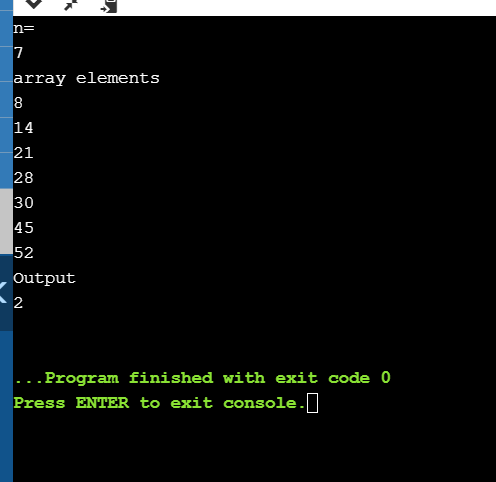 n=
7
array elements
8
14
21
28
30
45
52
Output
2
...Program finished with exit code 0
Press ENTER to exit console.